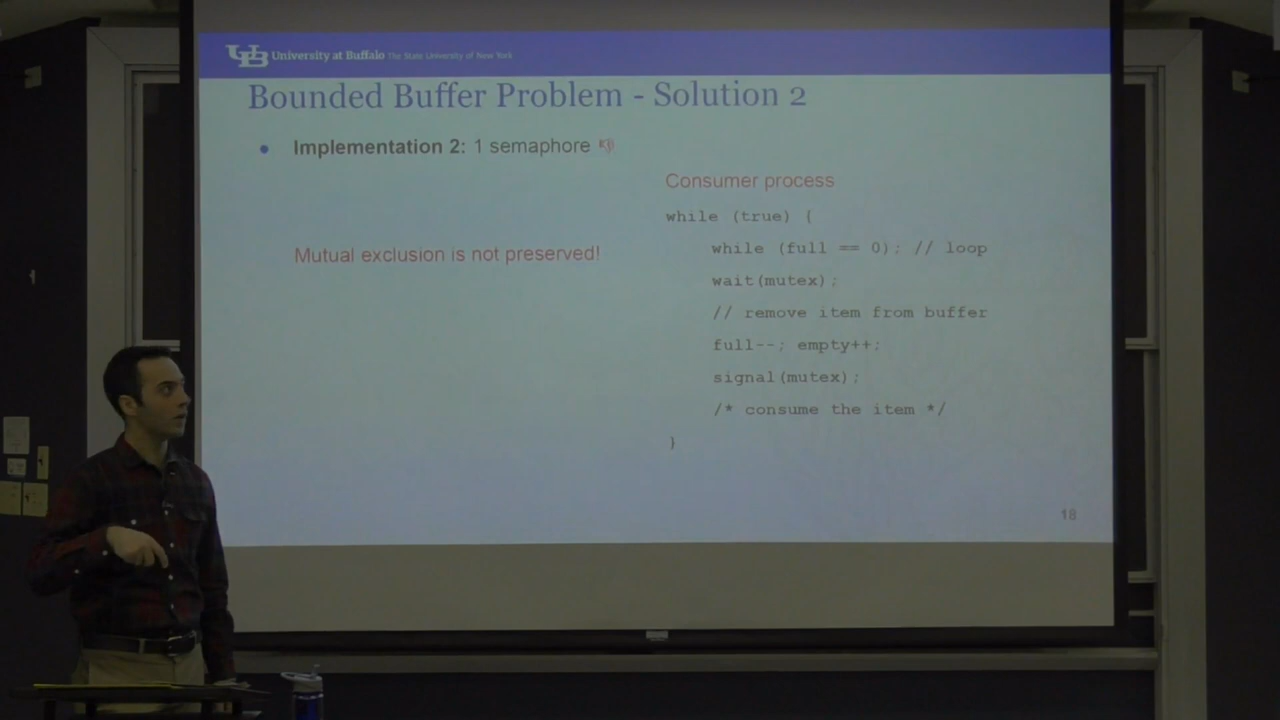 University at Buffalo The State University of New York
Bounded Buffer Problem - Solution 2
• Implementation 2: 1 semaphore
Mutual exclusion is not preserved!
Consumer process
while (true) {
while (full == 0); // loop
wait(mutex);
// remove item from buffer
full--; empty++;
signal(mutex);
/* consume the item */
}
18